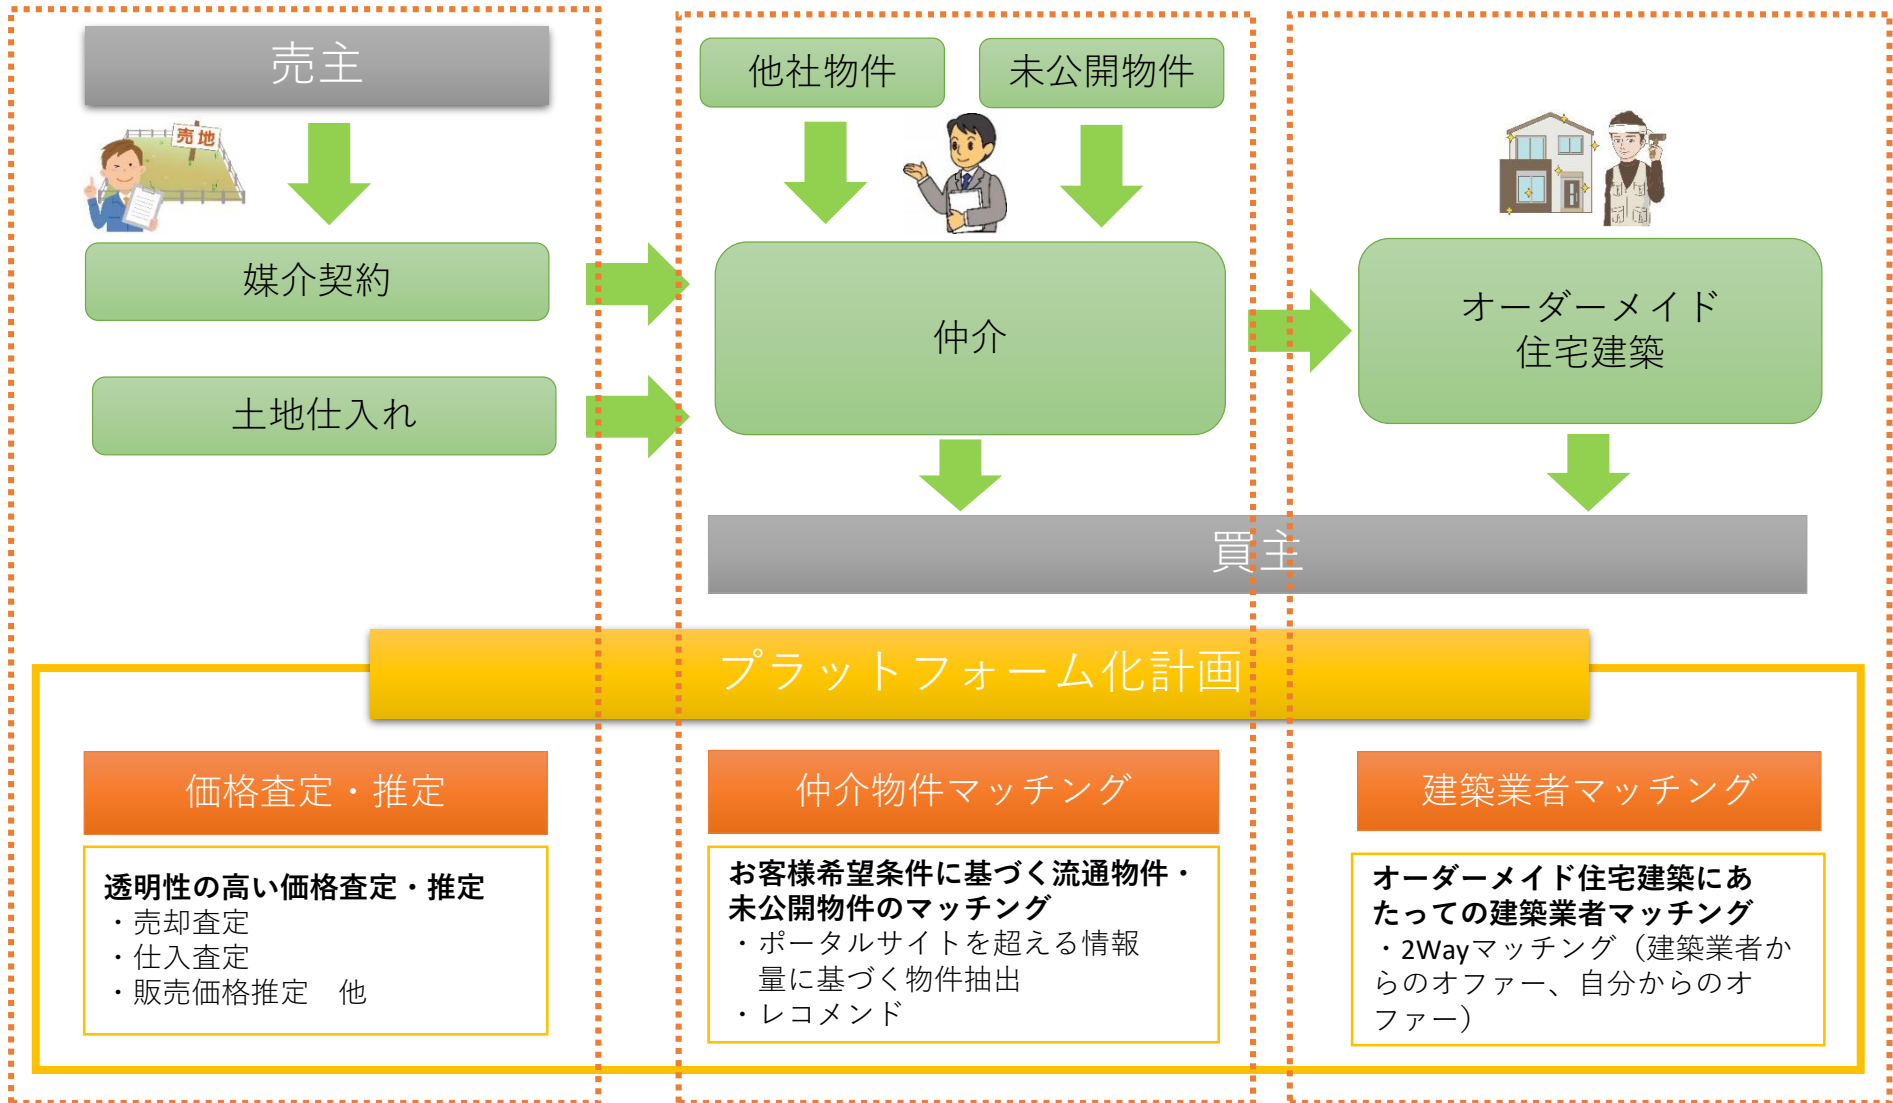 売主
売地
媒介契約
土地仕入れ
他社物件
未公開物件
仲介
オーダーメイド
住宅建築
買主
プラットフォーム化計画
価格査定・推定
透明性の高い価格査定・推定
・売却査定
・仕入査定
・販売価格推定　他
仲介物件マッチング
お客様希望条件に基づく流通物件・
未公開物件のマッチング
・ポータルサイトを超える情報
量に基づく物件抽出
・レコメンド
建築業者マッチング
オーダーメイド住宅建築にあ
たっての建築業者マッチング
・2Wayマッチング（建築業者か
らのオファー、自分からのオ
ファー）